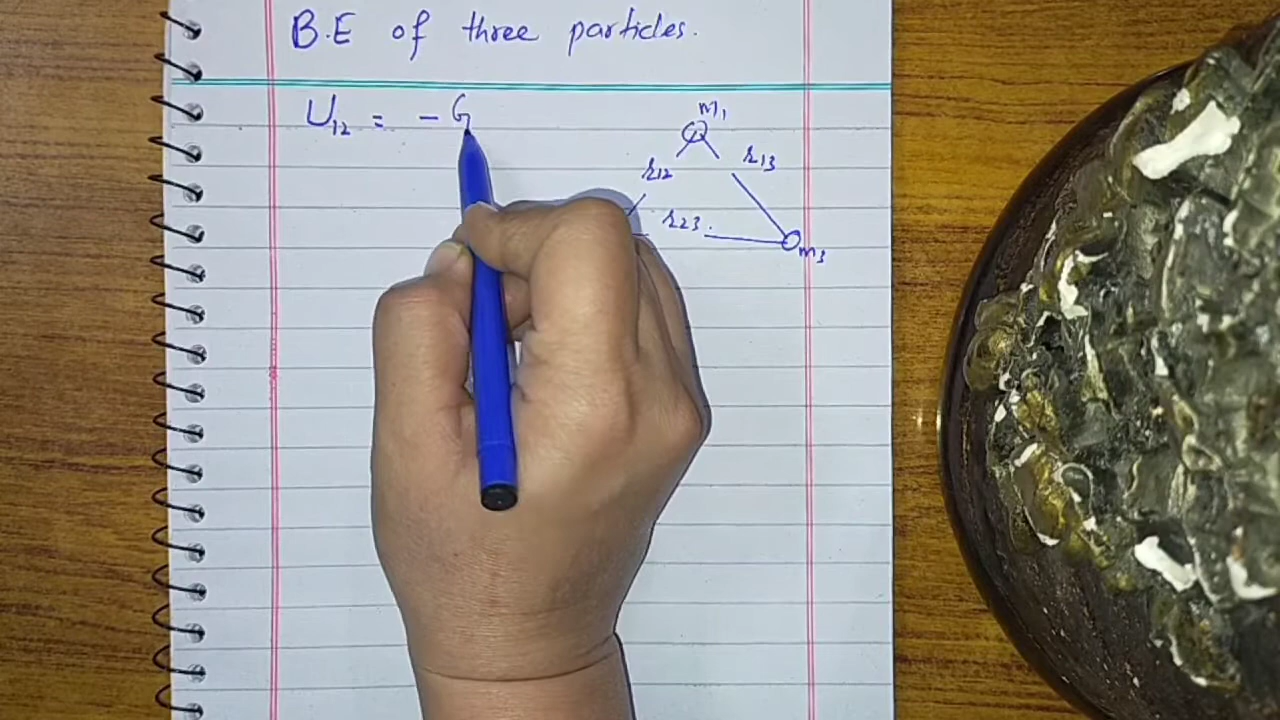 B.E of three particles.
U₁₂ = - G
m₁
r₁₂
r₁₃
r₂₃.
m₃